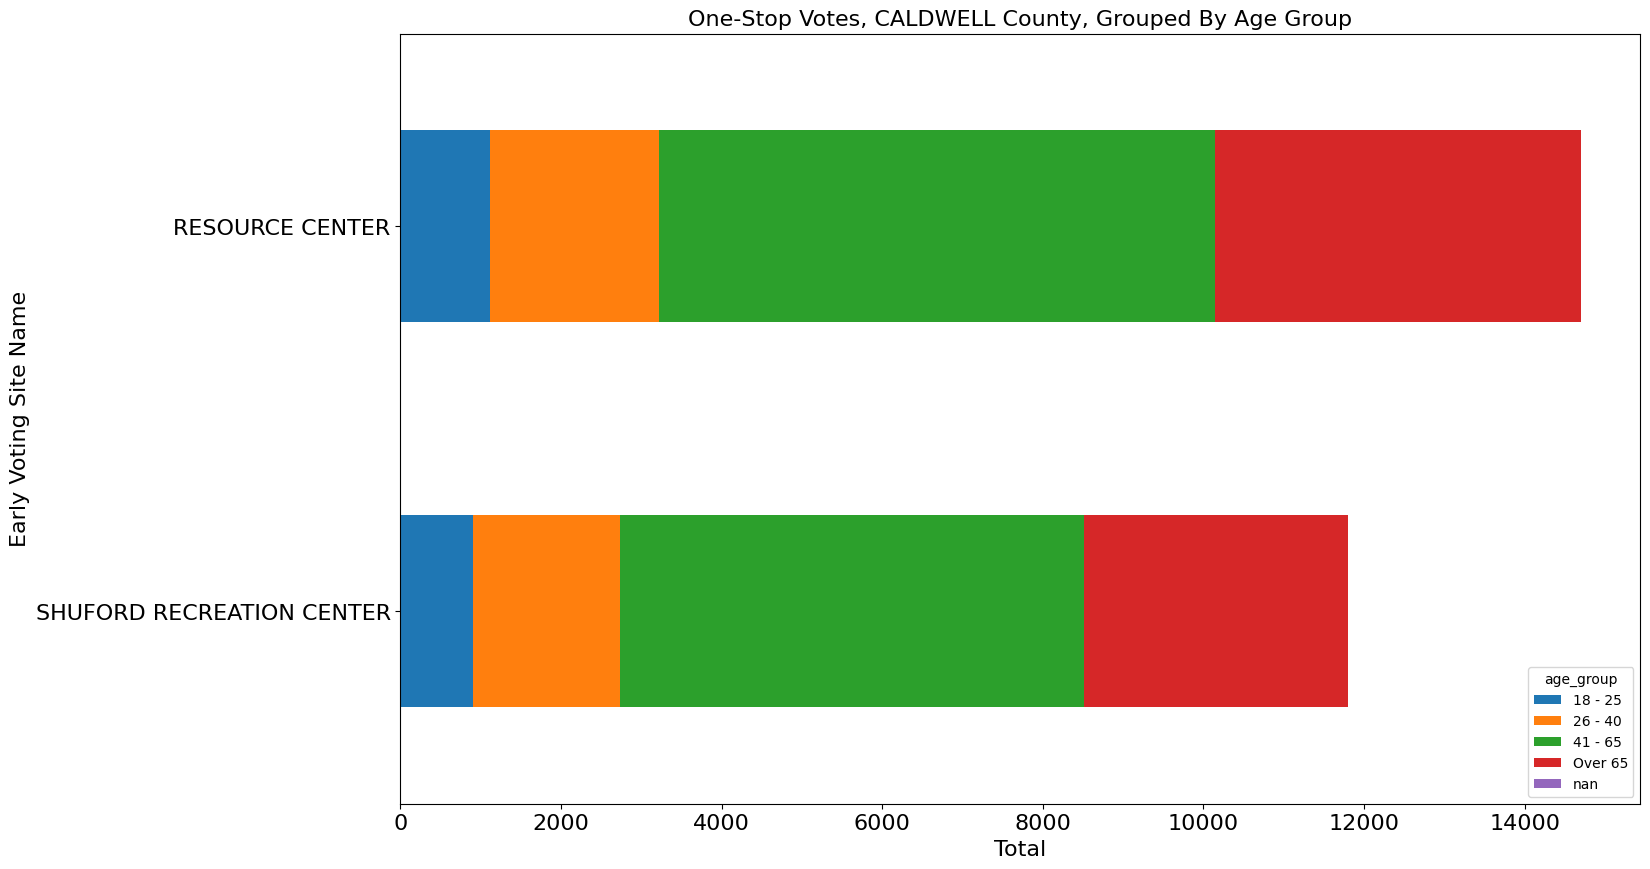 One-Stop Votes, CALDWELL County, Grouped By Age Group
Early Voting Site Name
RESOURCE CENTER
SHUFORD RECREATION CENTER
age_group
18 - 25
26 - 40
41 - 65
Over 65
nan
0 2000 4000 6000 8000 10000 12000 14000
Total